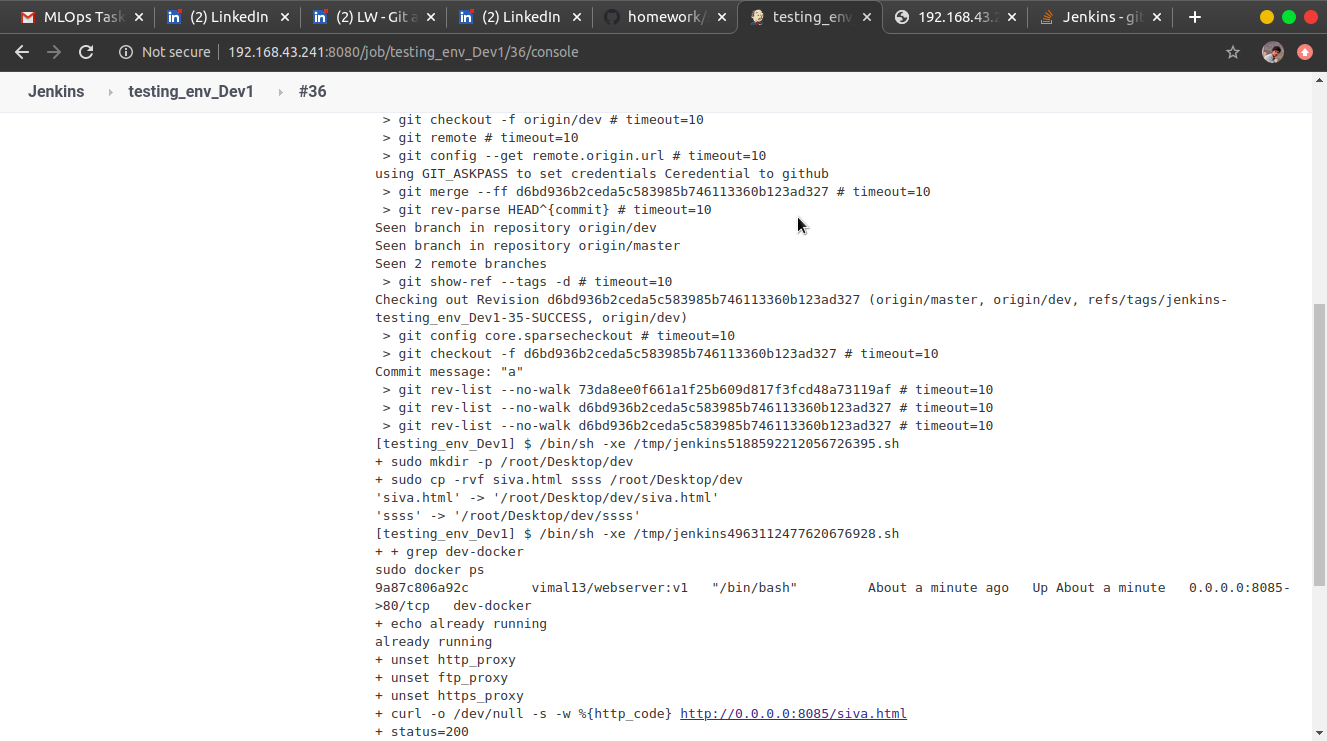 MLOps Task
(2) LinkedIn
(2) LW - Git a
(2) LinkedIn
homework/
testing_env
192.168.43.2
Jenkins - git
Not secure
192.168.43.241:8080/job/testing_env_Dev1/36/console
Jenkins
testing_env_Dev1
#36
> git checkout -f origin/dev # timeout=10
> git remote # timeout=10
> git config --get remote.origin.url # timeout=10
using GIT_ASKPASS to set credentials Ceredential to github
> git merge --ff d6bd936b2ceda5c583985b746113360b123ad327 # timeout=10
> git rev-parse HEAD^{commit} # timeout=10
Seen branch in repository origin/dev
Seen branch in repository origin/master
Seen 2 remote branches
> git show-ref --tags -d # timeout=10
Checking out Revision d6bd936b2ceda5c583985b746113360b123ad327 (origin/master, origin/dev, refs/tags/jenkins-
testing_env_Dev1-35-SUCCESS, origin/dev)
> git config core.sparsecheckout # timeout=10
> git checkout -f d6bd936b2ceda5c583985b746113360b123ad327 # timeout=10
Commit message: "a"
> git rev-list --no-walk 73da8ee0f661a1f25b609d817f3fcd48a73119af # timeout=10
> git rev-list --no-walk d6bd936b2ceda5c583985b746113360b123ad327 # timeout=10
> git rev-list --no-walk d6bd936b2ceda5c583985b746113360b123ad327 # timeout=10
[testing_env_Dev1] $ /bin/sh -xe /tmp/jenkins5188592212056726395.sh
+ sudo mkdir -p /root/Desktop/dev
+ sudo cp -rvf siva.html ssss /root/Desktop/dev
'siva.html' -> '/root/Desktop/dev/siva.html'
'ssss' -> '/root/Desktop/dev/ssss'
[testing_env_Dev1] $ /bin/sh -xe /tmp/jenkins4963112477620676928.sh
+ + grep dev-docker
sudo docker ps
9a87c806a92c        vimal13/webserver:v1   "/bin/bash"         About a minute ago   Up About a minute   0.0.0.0:8085-
>80/tcp   dev-docker
+ echo already running
already running
+ unset http_proxy
+ unset ftp_proxy
+ unset https_proxy
+ curl -o /dev/null -s -w %{http_code} http://0.0.0.0:8085/siva.html
+ status=200